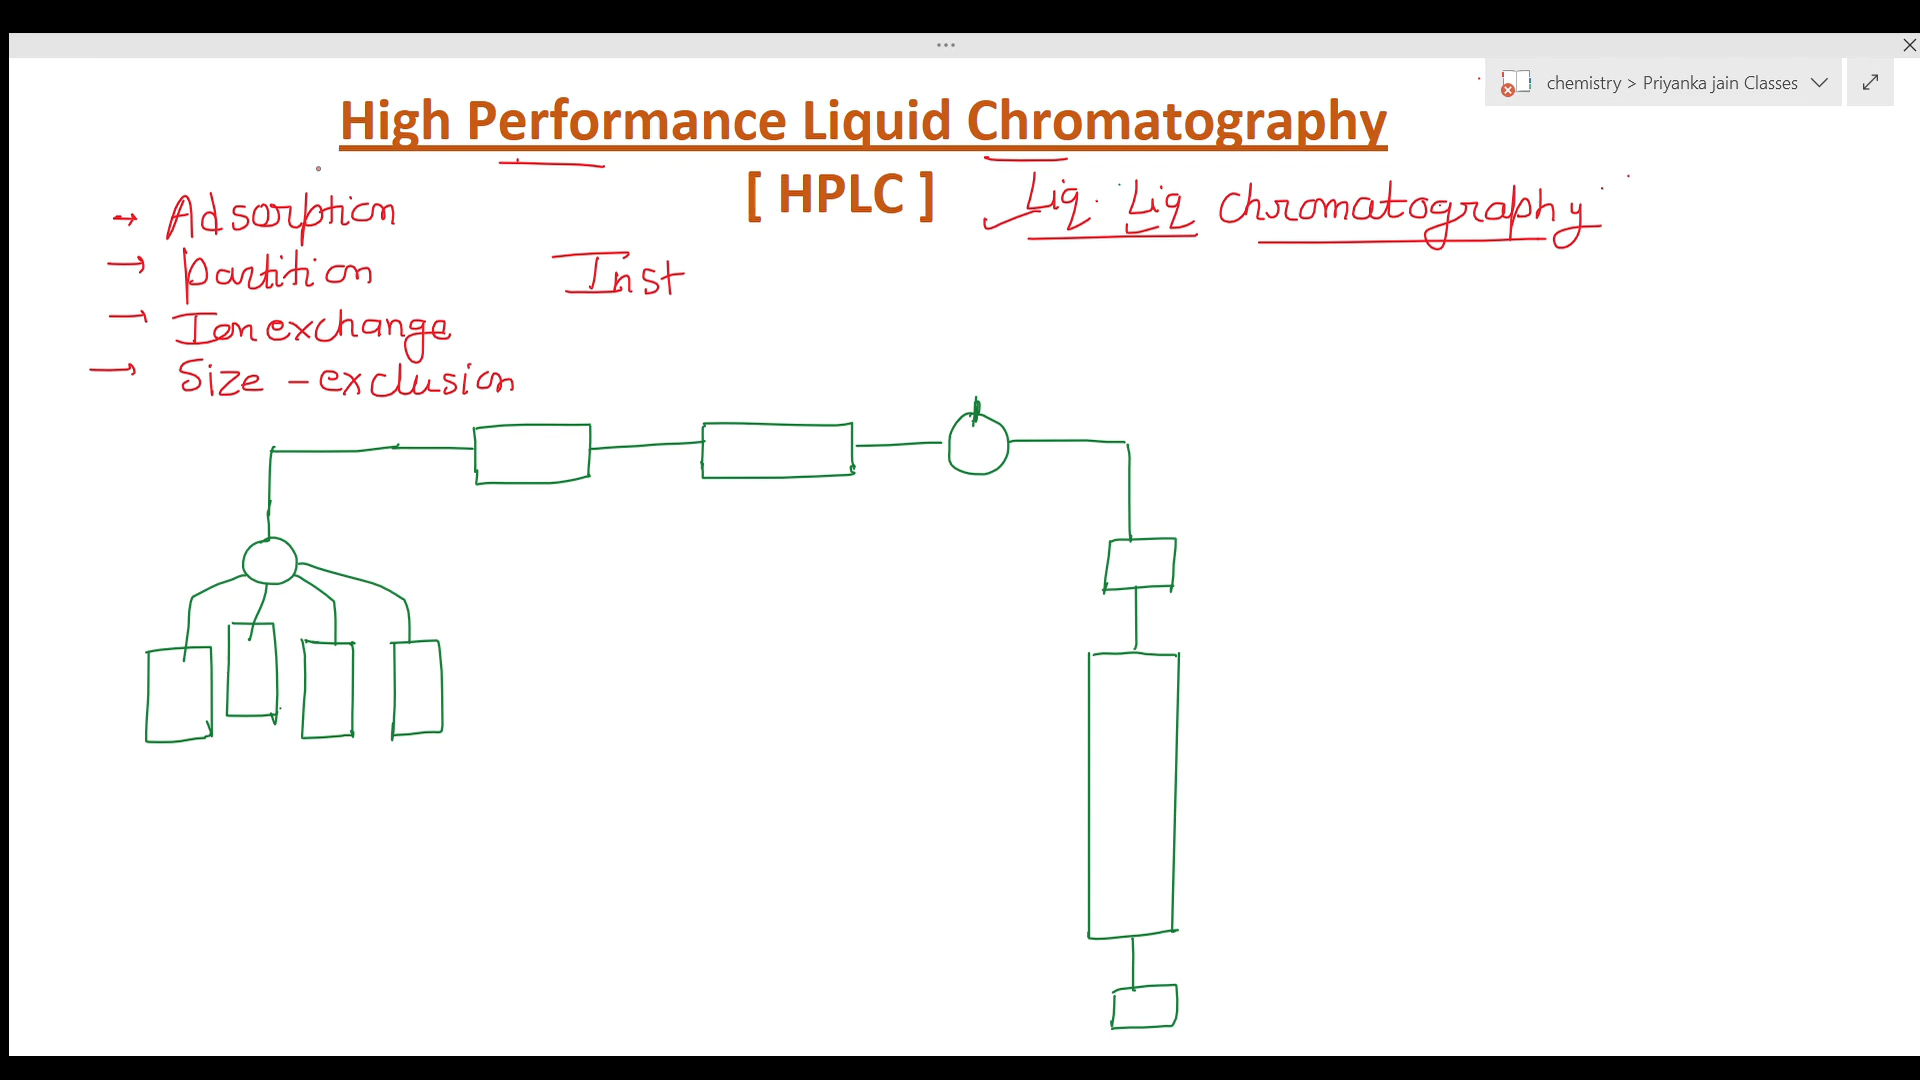 chemistry > Priyanka jain Classes
High Performance Liquid Chromatography
[ HPLC ]
Liq. Liq Chromatography
→ Adsorption
→ Partition
Inst
→ Ion exchange
→ Size - exclusion